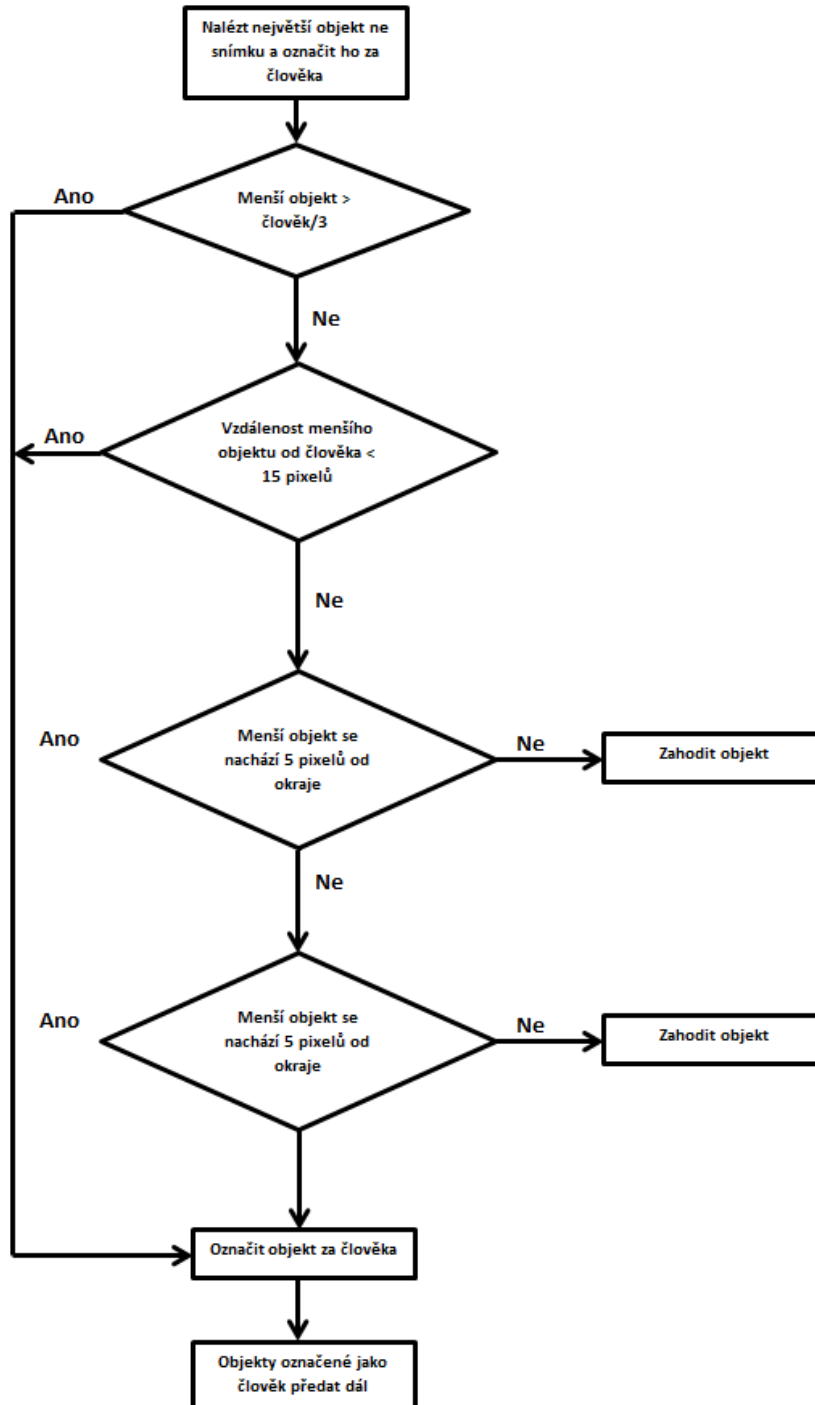 Nalézt největší objekt ne
snímku a označit ho za
člověka
Ano
Menší objekt >
člověk/3
Ne
Ano
Vzdálenost menšího
objektu od člověka <
15 pixelů
Ne
Ano
Menší objekt se
nachází 5 pixelů od
okraje
Ne
Zahodit objekt
Ne
Ano
Menší objekt se
nachází 5 pixelů od
okraje
Ne
Zahodit objekt
Označit objekt za člověka
Objekty označené jako
člověk předat dál